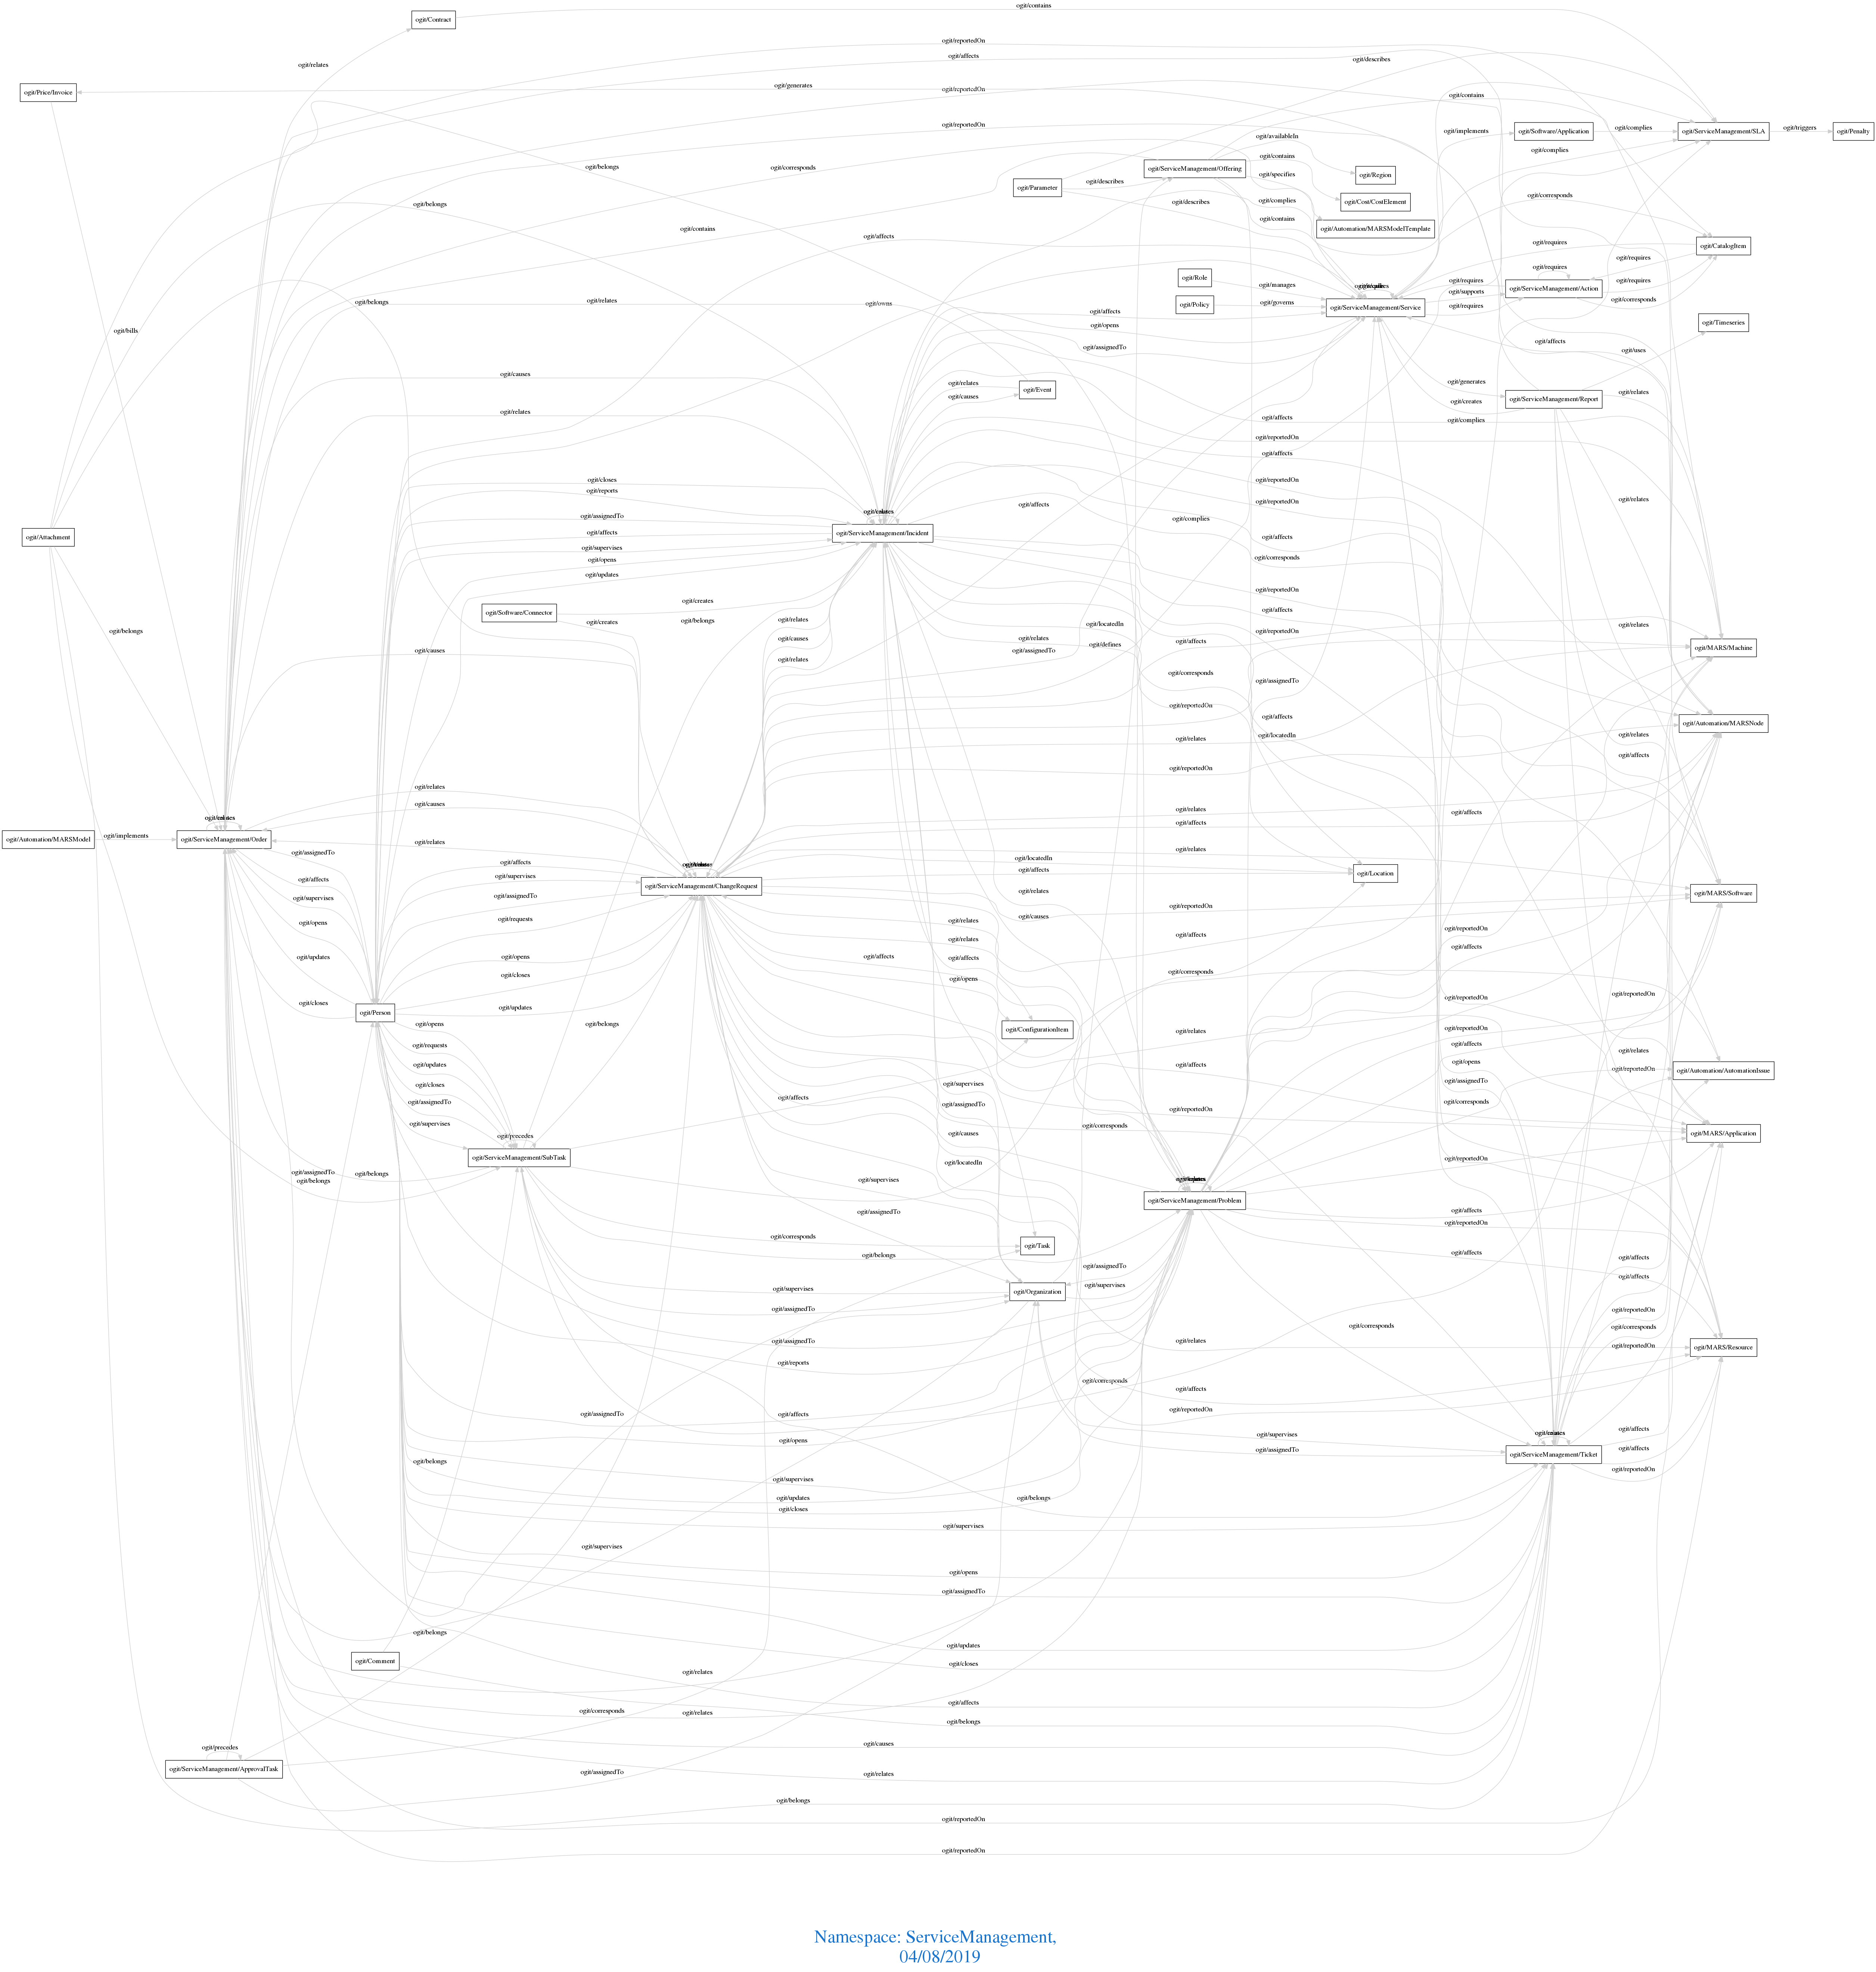 ogit/Contract
ogit/contains
ogit/reportedOn
ogit/affects
ogit/describes
ogit/relates
ogit/Price/Invoice
ogit/generates
ogit/reportedOn
ogit/contains
ogit/reportedOn
ogit/availableIn
ogit/implements
ogit/Software/Application
ogit/complies
ogit/ServiceManagement/SLA
ogit/triggers
ogit/Penalty
ogit/belongs
ogit/corresponds
ogit/ServiceManagement/Offering
ogit/contains
ogit/complies
ogit/Parameter
ogit/describes
ogit/specifies
ogit/Region
ogit/belongs
ogit/describes
ogit/complies
ogit/Cost/CostElement
ogit/corresponds
ogit/contains
ogit/contains
ogit/Automation/MARSModelTemplate
ogit/affects
ogit/requires
ogit/CatalogItem
ogit/Role
ogit/manages
ogit/requires
ogit/requires
ogit/requires
ogit/ServiceManagement/Action
ogit/requires
ogit/belongs
ogit/relates
ogit/owns
ogit/Policy
ogit/governs
ogit/ServiceManagement/Service
ogit/supports
ogit/requires
ogit/corresponds
ogit/affects
ogit/opens
ogit/Timeseries
ogit/bills
ogit/assignedTo
ogit/affects
ogit/uses
ogit/causes
ogit/relates
ogit/Event
ogit/causes
ogit/generates
ogit/ServiceManagement/Report
ogit/relates
ogit/creates
ogit/relates
ogit/affects
ogit/complies
ogit/reportedOn
ogit/affects
ogit/closes
ogit/reports
ogit/reportedOn
ogit/relates
ogit/reportedOn
ogit/affects
ogit/assignedTo
ogit/complies
ogit/Attachment
ogit/affects
ogit/ServiceManagement/Incident
ogit/affects
ogit/supervises
ogit/opens
ogit/corresponds
ogit/updates
ogit/reportedOn
ogit/Software/Connector
ogit/creates
ogit/creates
ogit/belongs
ogit/relates
ogit/locatedIn
ogit/affects
ogit/relates
ogit/belongs
ogit/causes
ogit/relates
ogit/defines
ogit/affects
ogit/reportedOn
ogit/causes
ogit/relates
ogit/assignedTo
ogit/MARS/Machine
ogit/corresponds
ogit/assignedTo
ogit/reportedOn
ogit/affects
ogit/Automation/MARSNode
ogit/relates
ogit/locatedIn
ogit/relates
ogit/affects
ogit/reportedOn
ogit/relates
ogit/causes
ogit/relates
ogit/affects
ogit/affects
ogit/Automation/MARSModel
ogit/implements
ogit/ServiceManagement/Order
ogit/relates
ogit/assignedTo
ogit/relates
ogit/affects
ogit/locatedIn
ogit/affects
ogit/Location
ogit/affects
ogit/supervises
ogit/ServiceManagement/ChangeRequest
ogit/supervises
ogit/assignedTo
ogit/relates
ogit/MARS/Software
ogit/reportedOn
ogit/opens
ogit/requests
ogit/causes
ogit/relates
ogit/affects
ogit/reportedOn
ogit/updates
ogit/opens
ogit/relates
ogit/affects
ogit/affects
ogit/affects
ogit/closes
ogit/closes
ogit/opens
ogit/corresponds
ogit/reportedOn
ogit/reportedOn
ogit/Person
ogit/updates
ogit/opens
ogit/belongs
ogit/ConfigurationItem
ogit/reportedOn
ogit/requests
ogit/affects
ogit/relates
ogit/relates
ogit/updates
ogit/affects
ogit/opens
ogit/reportedOn
ogit/Automation/AutomationIssue
ogit/closes
ogit/supervises
ogit/assignedTo
ogit/assignedTo
ogit/affects
ogit/assignedTo
ogit/corresponds
ogit/reportedOn
ogit/supervises
ogit/corresponds
ogit/MARS/Application
ogit/precedes
ogit/causes
ogit/ServiceManagement/SubTask
ogit/locatedIn
ogit/reportedOn
ogit/assignedTo
ogit/belongs
ogit/belongs
ogit/supervises
ogit/ServiceManagement/Problem
ogit/assignedTo
ogit/affects
ogit/reportedOn
ogit/corresponds
ogit/Task
ogit/belongs
ogit/affects
ogit/affects
ogit/assignedTo
ogit/affects
ogit/supervises
ogit/supervises
ogit/Organization
ogit/assignedTo
ogit/reportedOn
ogit/corresponds
ogit/corresponds
ogit/assignedTo
ogit/relates
ogit/reportedOn
ogit/MARS/Resource
ogit/reports
ogit/corresponds
ogit/affects
ogit/reportedOn
ogit/assignedTo
ogit/affects
ogit/affects
ogit/supervises
ogit/opens
ogit/assignedTo
ogit/ServiceManagement/Ticket
ogit/affects
ogit/belongs
ogit/reportedOn
ogit/supervises
ogit/updates
ogit/belongs
ogit/closes
ogit/supervises
ogit/supervises
ogit/opens
ogit/assignedTo
ogit/belongs
ogit/updates
ogit/Comment
ogit/closes
ogit/relates
ogit/affects
ogit/corresponds
ogit/relates
ogit/belongs
ogit/causes
ogit/precedes
ogit/ServiceManagement/ApprovalTask
ogit/assignedTo
ogit/relates
ogit/belongs
ogit/reportedOn
ogit/reportedOn
Namespace: ServiceManagement,
04/08/2019